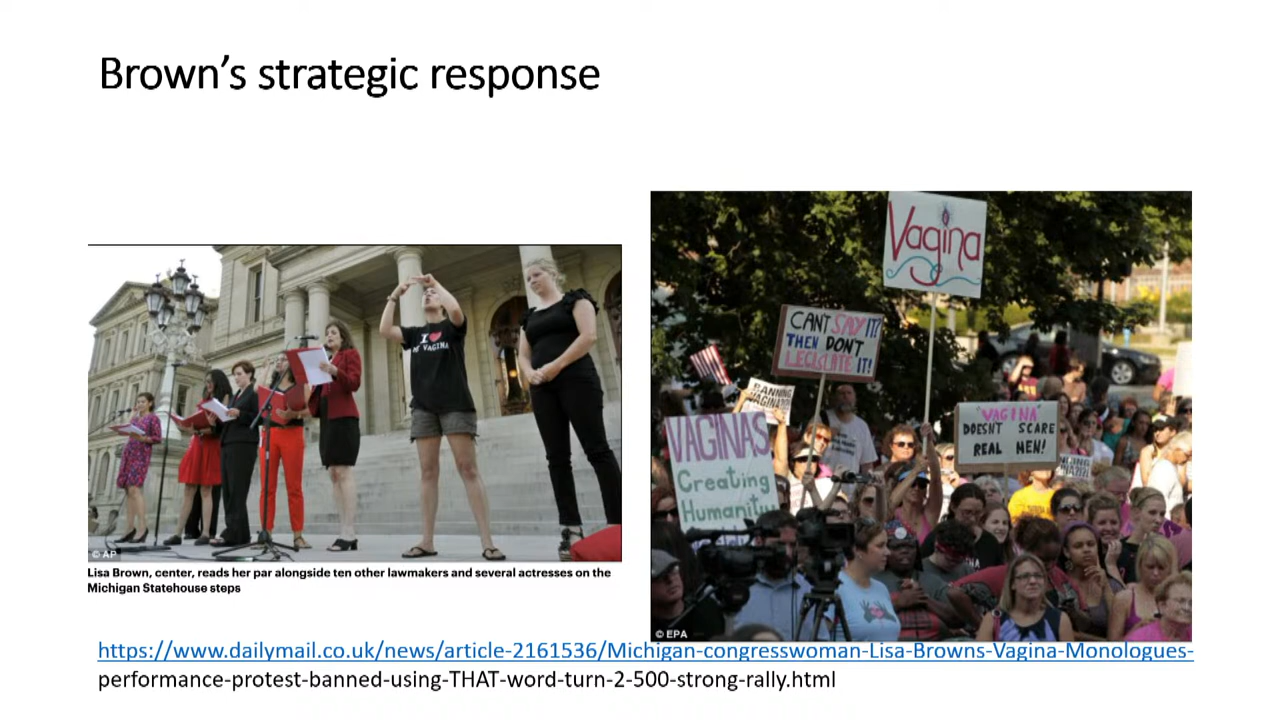 Brown's strategic response
I
MY VAGINA
© AP
Lisa Brown, center, reads her par alongside ten other lawmakers and several actresses on the
Michigan Statehouse steps
Vagina
CAN'T SAY IT?
THEN DON'T
LEGISLATE IT!
BANNING
VAGINAS
Creating
Humanity
"VAGINA"
DOESN'T SCARE
REAL MEN!
© EPA
https://www.dailymail.co.uk/news/article-2161536/Michigan-congresswoman-Lisa-Browns-Vagina-Monologues-
performance-protest-banned-using-THAT-word-turn-2-500-strong-rally.html